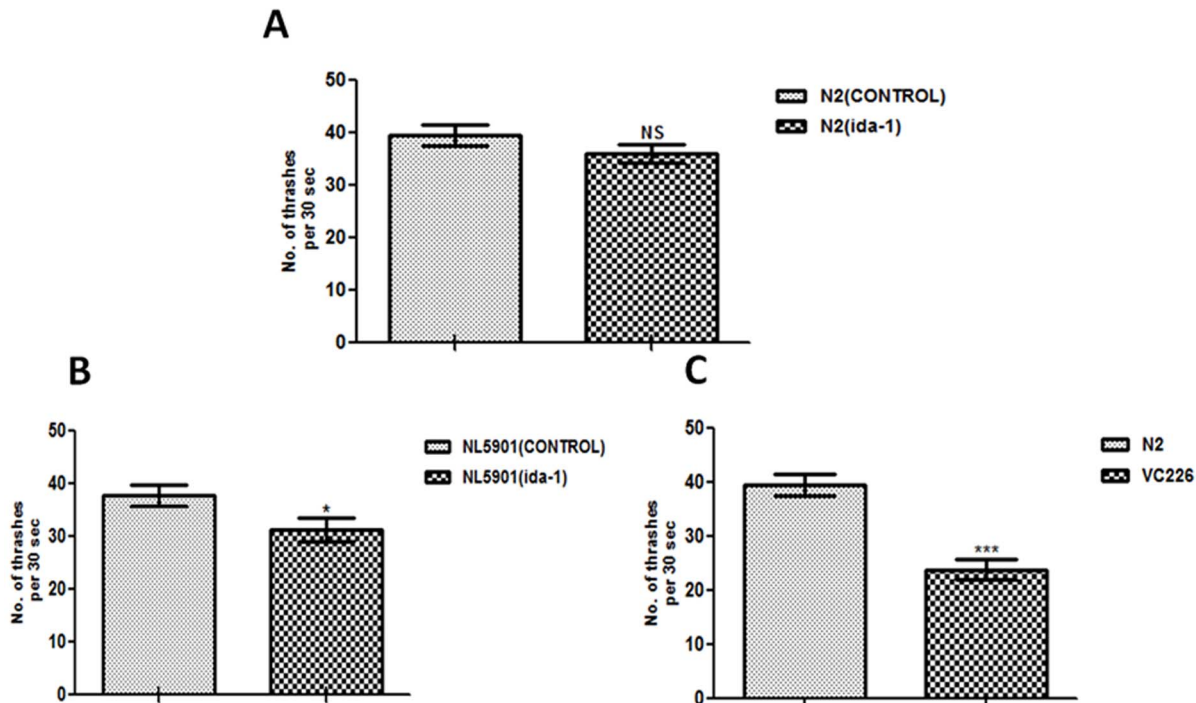 A
No. of thrashes
per 30 sec
50
40
30
20
10
0
NS
N2(CONTROL)
N2(ida-1)
B
No. of thrashes
per 30 sec
50
40
30
20
10
0
*
NL5901(CONTROL)
NL5901(ida-1)
C
No. of thrashes
per 30 sec
50
40
30
20
10
0
***
N2
VC226